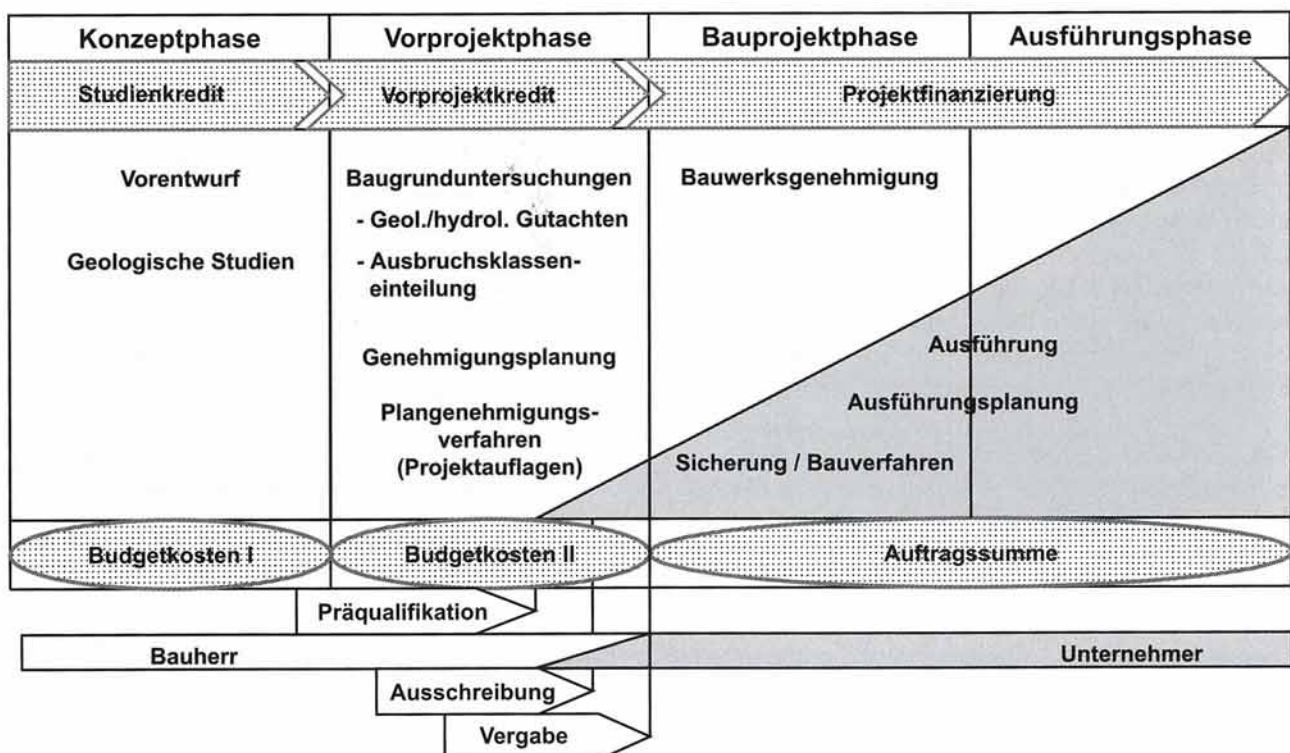 Konzeptphase
Vorprojektphase
Bauprojektphase
Ausführungsphase
Studienkredit
Vorprojektkredit
Projektfinanzierung
Vorentwurf
Geologische Studien
Baugrunduntersuchungen
- Geol./hydrol. Gutachten
- Ausbruchsklassen-
einteilung
Genehmigungsplanung
Plangenehmigungs-
verfahren
(Projektauflagen)
Bauwerksgenehmigung
Ausführung
Ausführungsplanung
Sicherung / Bauverfahren
Budgetkosten I
Budgetkosten II
Auftragssumme
Präqualifikation
Bauherr
Unternehmer
Ausschreibung
Vergabe